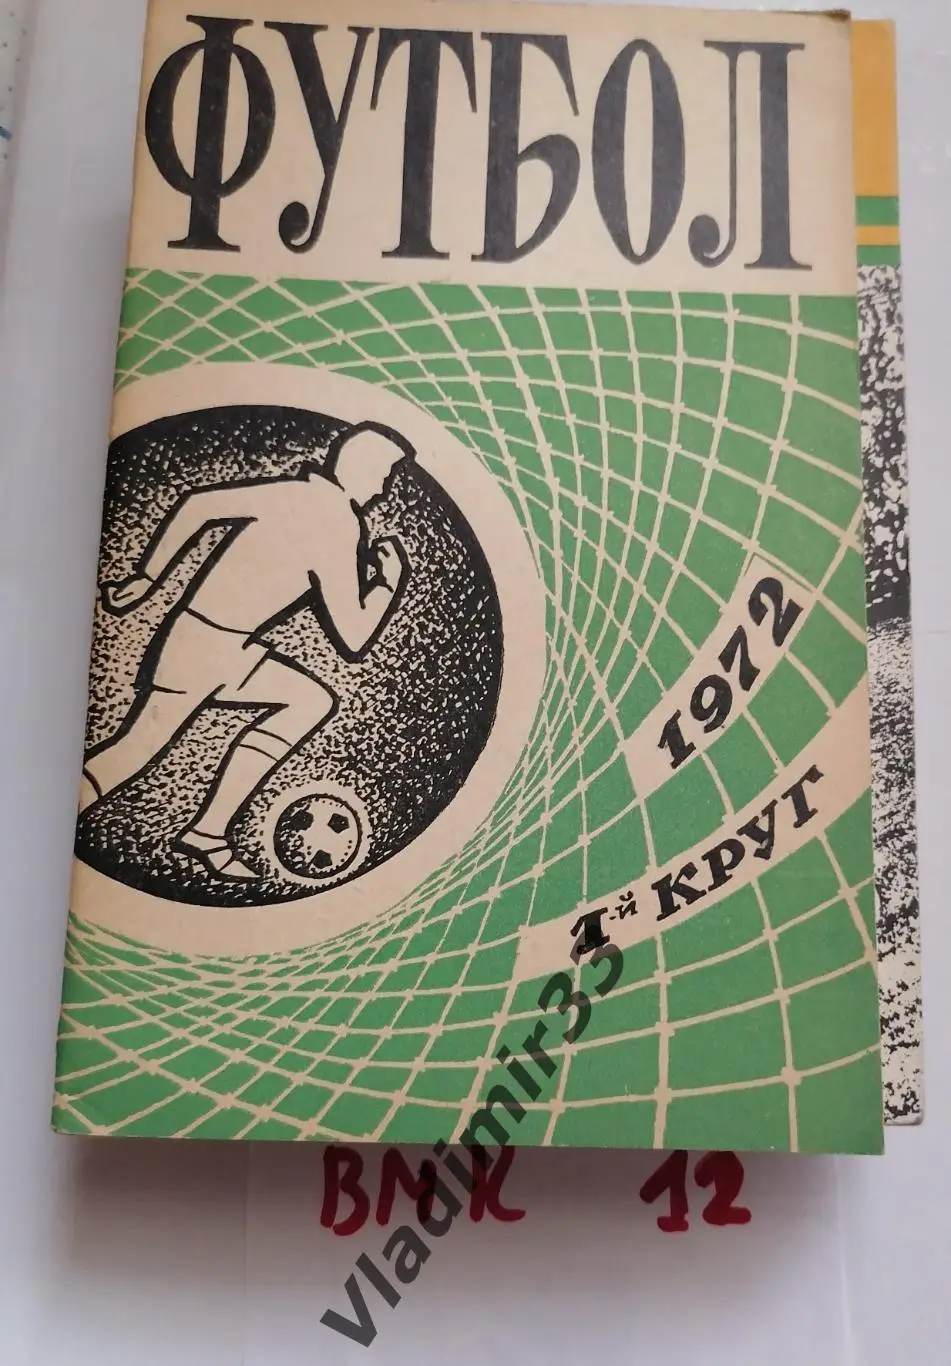 ФУТБОЛ
1972
1-й КРУГ
Vladimir33
ВМК 12